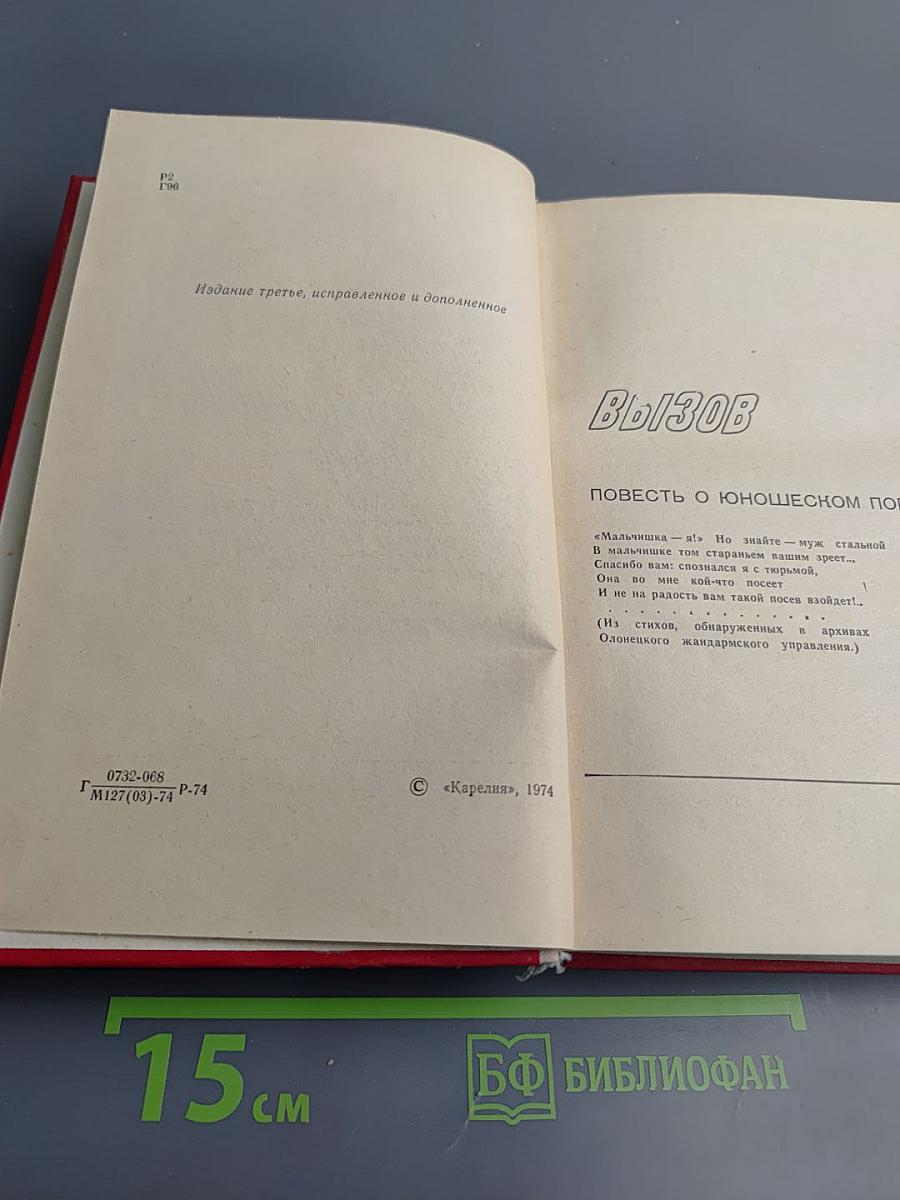 Р2
Г96
Издание третье, исправленное и дополненное
Г 0732-068
М127(03)-74 Р-74
© «Карелия», 1974
ВЫЗОВ
ПОВЕСТЬ О ЮНОШЕСКОМ
«Мальчишка — я!» Но знайте — муж стальной
В мальчишке том стараньем вашим зреет...
Спасибо вам: спознался я с тюрьмой,
Она во мне кой-что посеет
И не на радость вам такой посев взойдет!..
. . . . . . . . . . . . .
(Из стихов, обнаруженных в архивах
Олонецкого жандармского управления.)
15 см
БФ БИБЛИОФАН